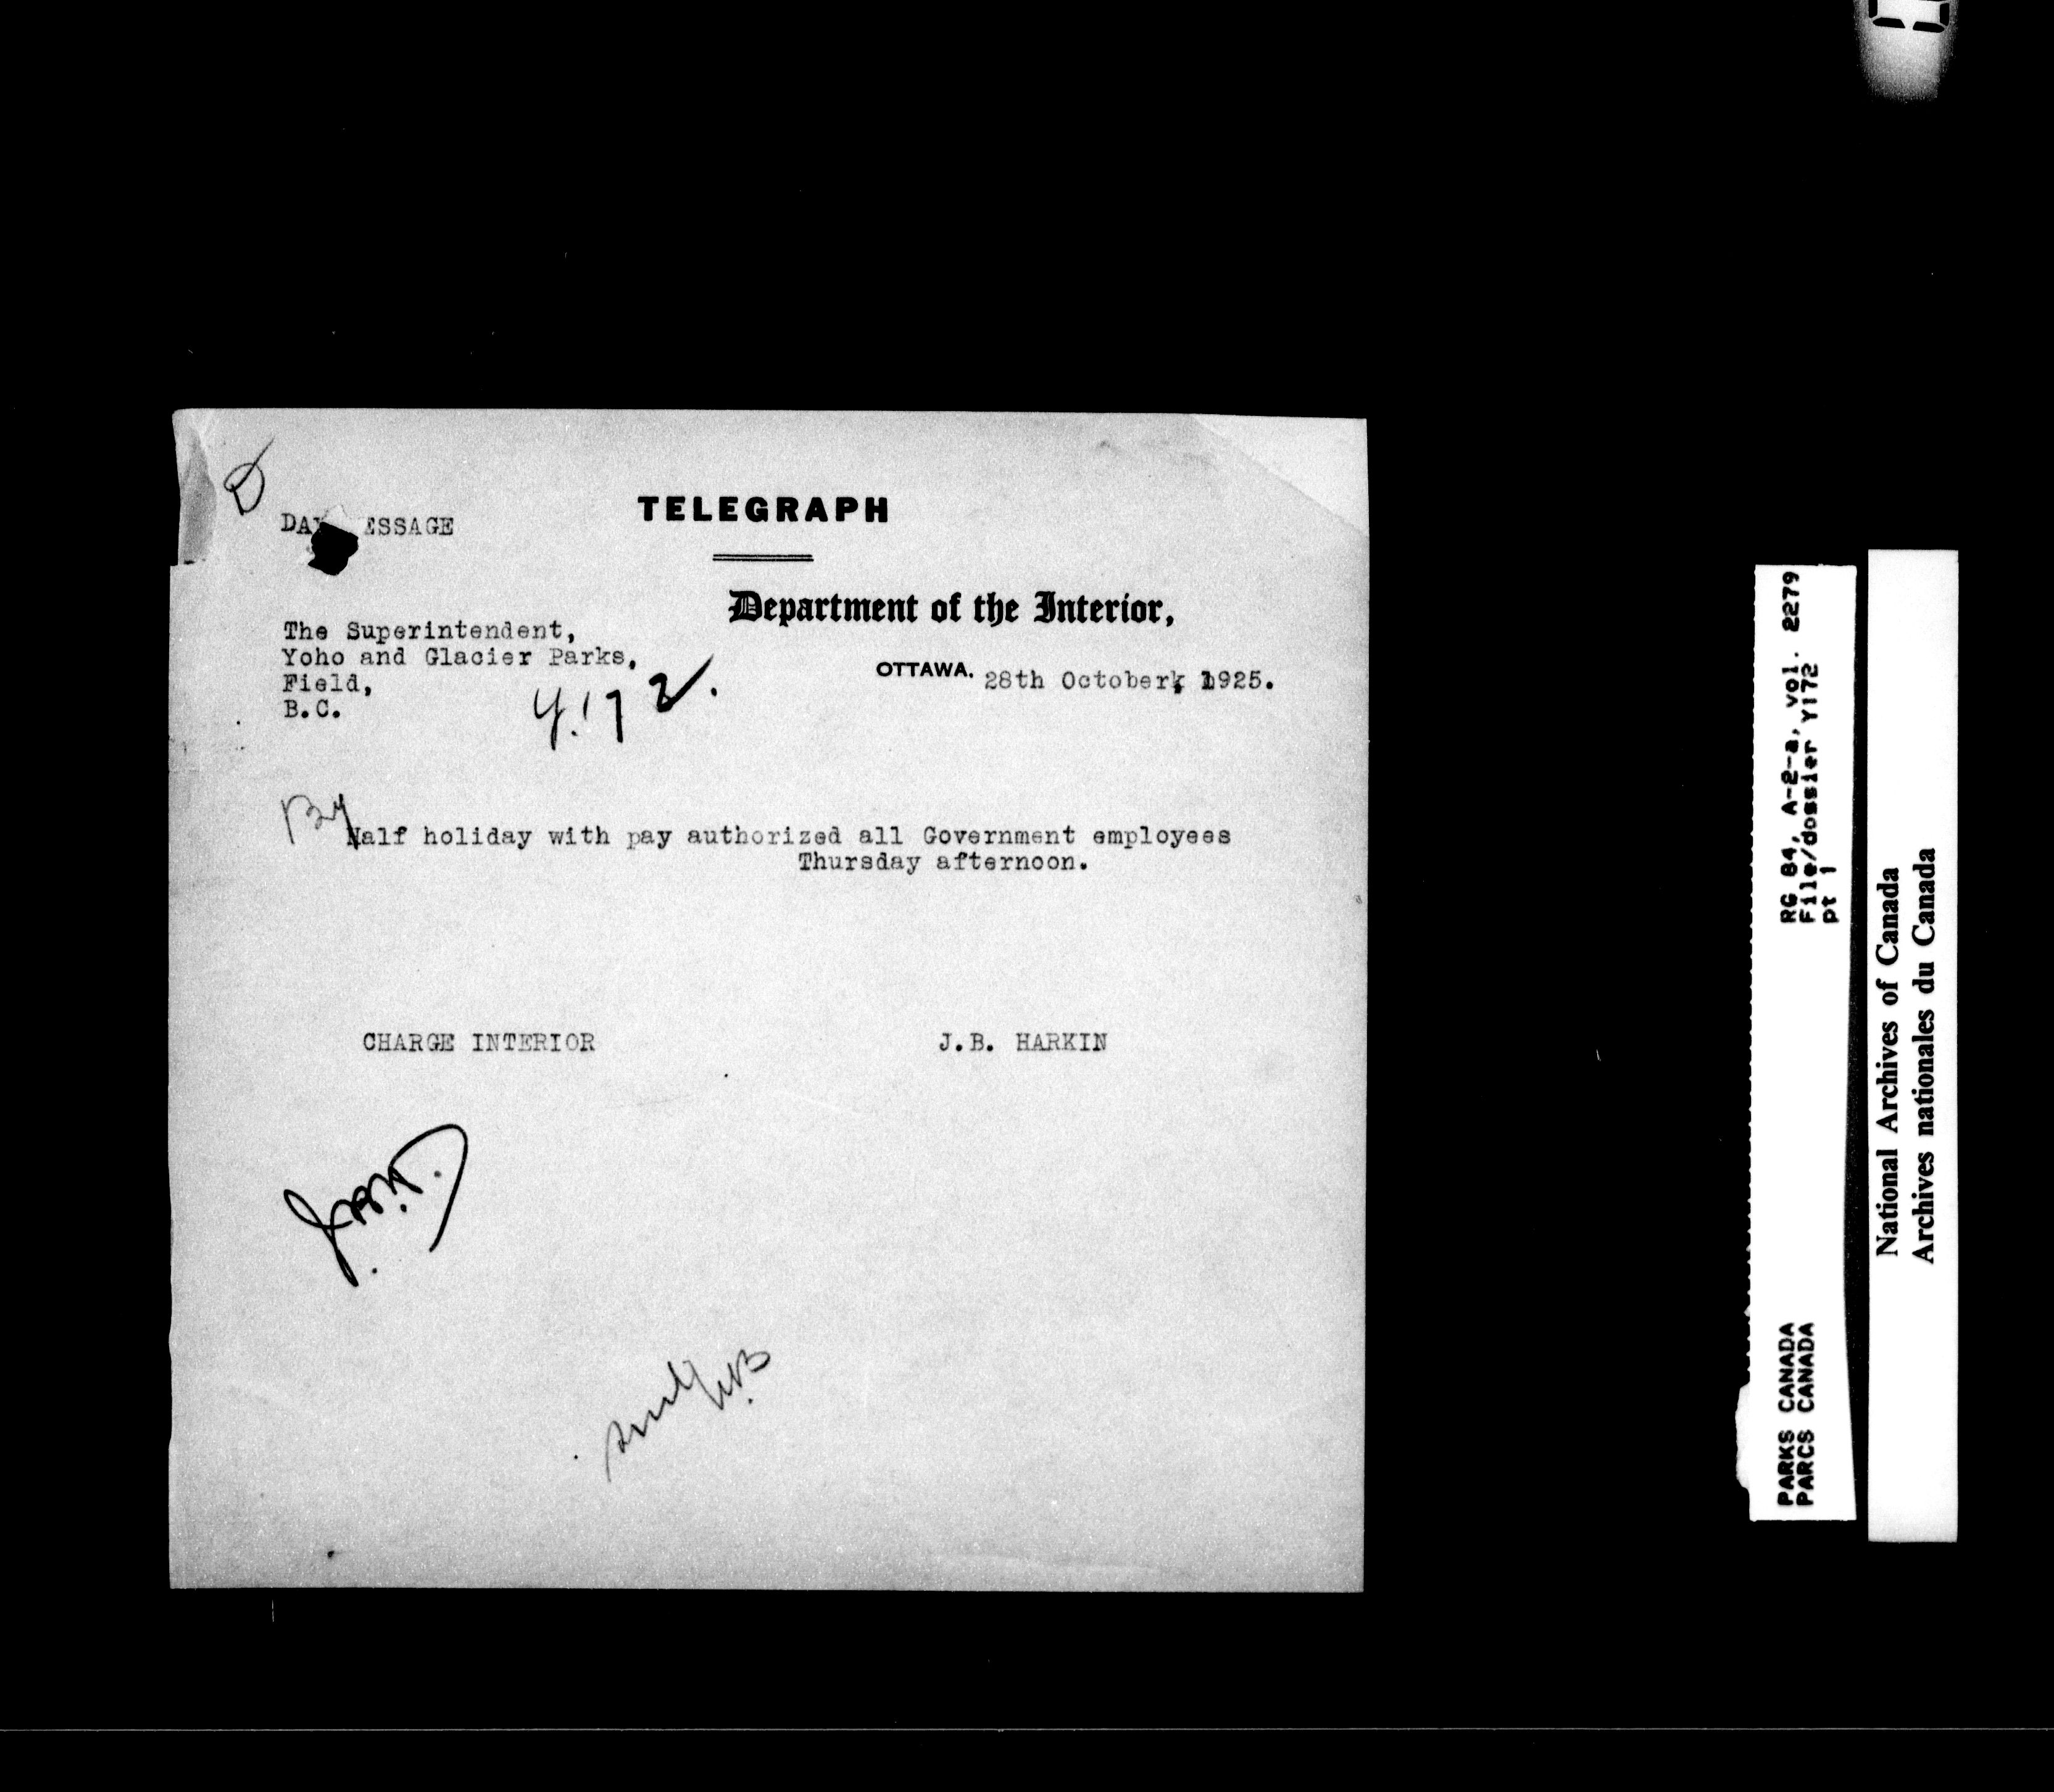 TELEGRAPH
DAY ESSAGE
Department of the Interior,
The Superintendent,
Yoho and Glacier Parks,
Field,
B.C.
OTTAWA. 28th October, 1925.
Y.172.
Half holiday with pay authorized all Government employees
Thursday afternoon.
CHARGE INTERIOR
J.B. HARKIN
RG 84, A-2-a, vol. 2279
File/dossier Y172
pt 1
PARKS CANADA
PARCS CANADA
National Archives of Canada
Archives nationales du Canada